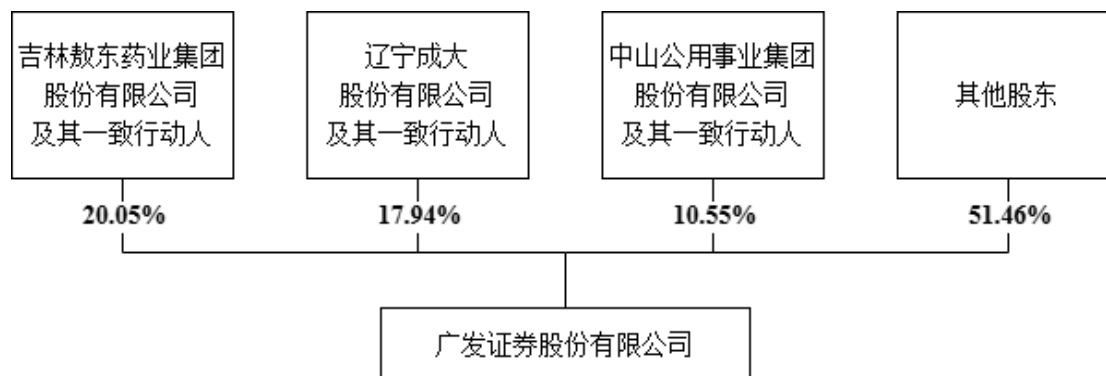 吉林敖东药业集团
股份有限公司
及其一致行动人
辽宁成大
股份有限公司
及其一致行动人
中山公用事业集团
股份有限公司
及其一致行动人
其他股东
20.05%
17.94%
10.55%
51.46%
广发证券股份有限公司